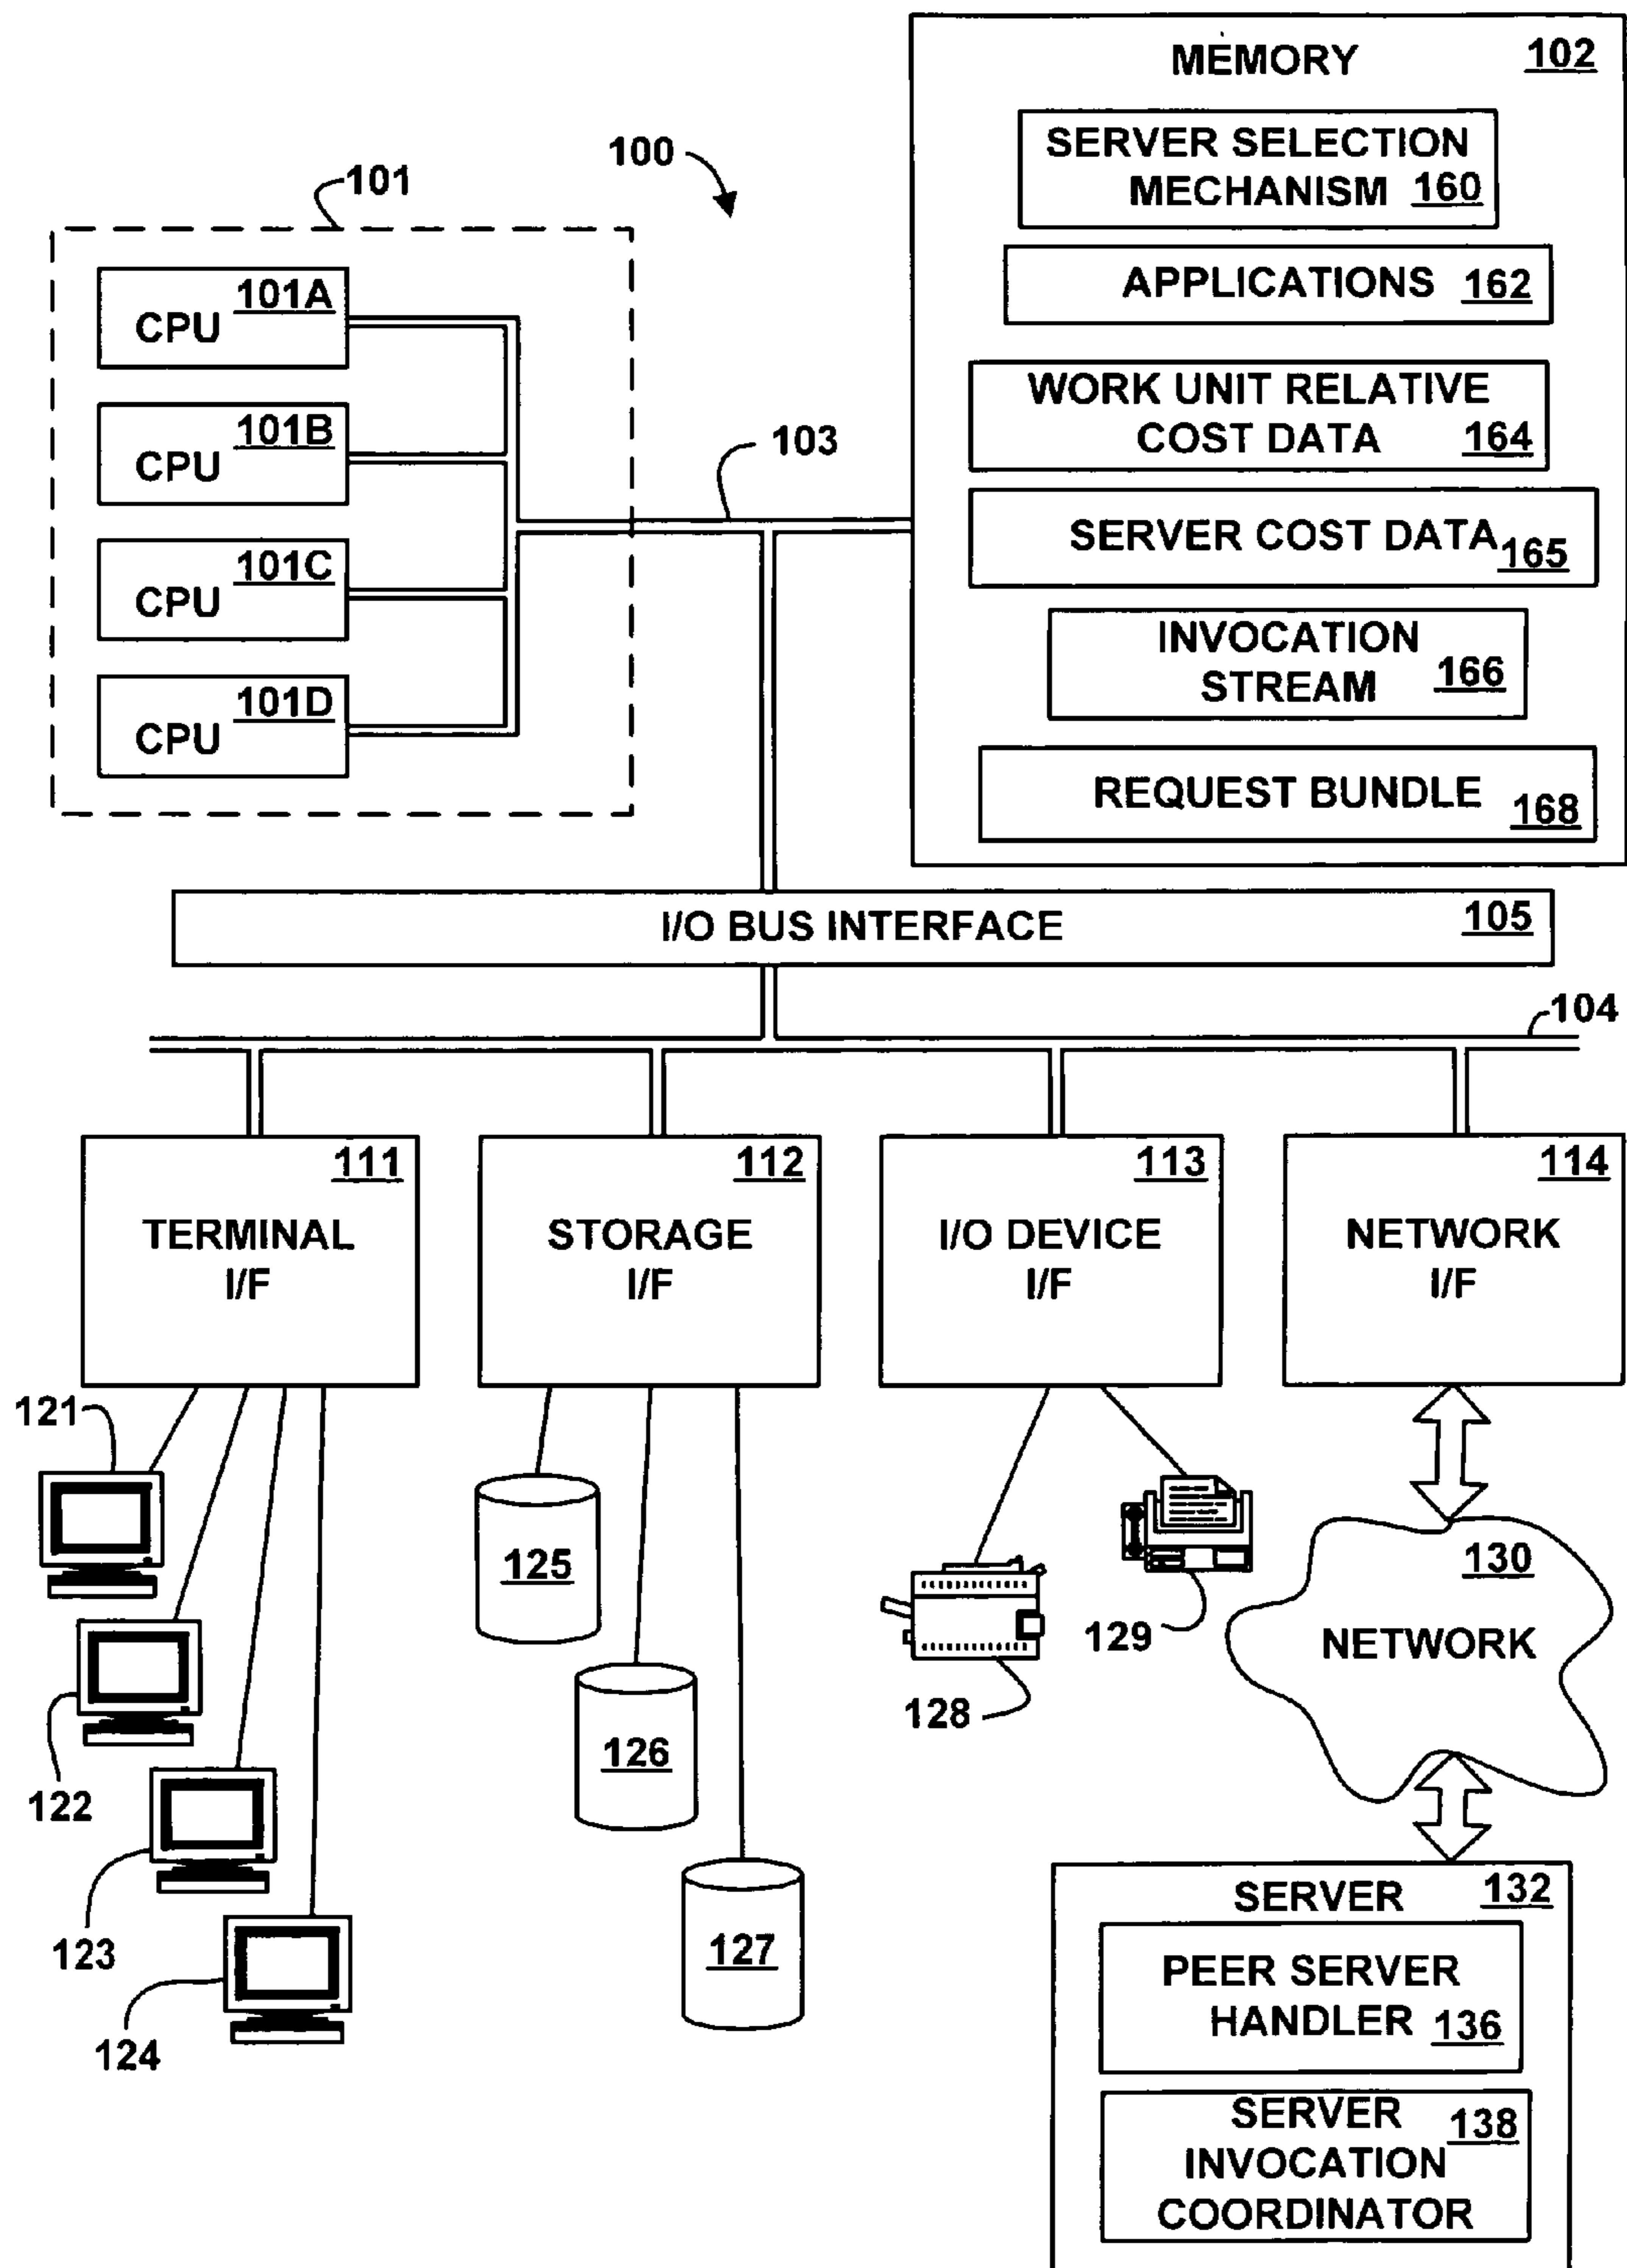 MEMORY 102
SERVER SELECTION
MECHANISM 160
APPLICATIONS 162
WORK UNIT RELATIVE
COST DATA 164
SERVER COST DATA 165
INVOCATION
STREAM 166
REQUEST BUNDLE 168
100
101
101A
CPU
101B
CPU
101C
CPU
101D
CPU
103
I/O BUS INTERFACE 105
104
111
TERMINAL
I/F
112
STORAGE
I/F
113
I/O DEVICE
I/F
114
NETWORK
I/F
121
122
123
124
125
126
127
128
129
130
NETWORK
SERVER 132
PEER SERVER
HANDLER 136
SERVER 138
INVOCATION
COORDINATOR